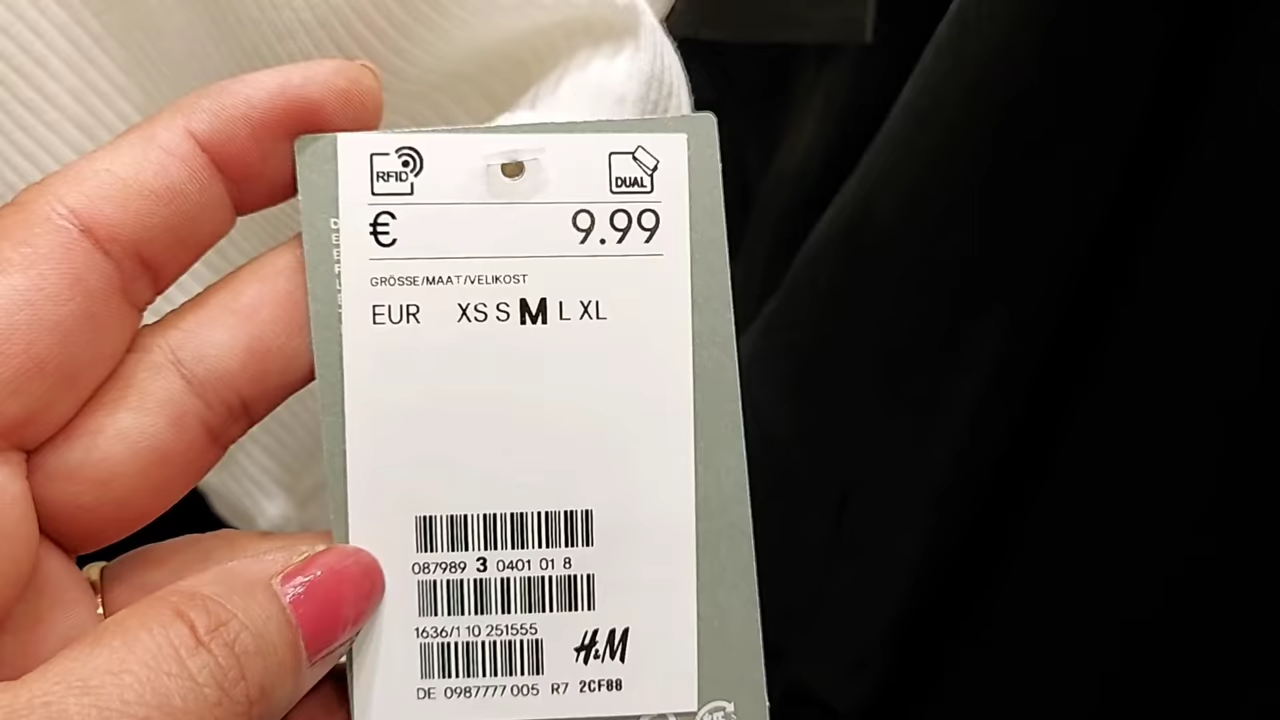 RFID
DUAL
€ 9.99
GRÖSSE/MAAT/VELIKOST
EUR XS S M L XL
087989 3 0401 01 8
1636/1 10 251555
H&M
DE 0987777 005 R7 2CF88